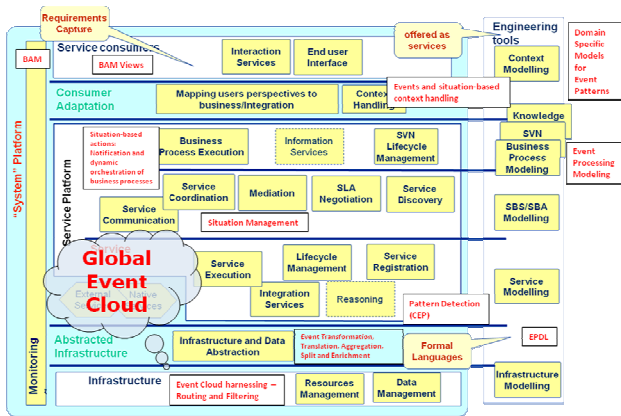 Requirements
Capture
Engineering
tools
offered as
services
Service consumers
BAM
BAM Views
Interaction
Services
End user
Interface
Context
Modelling
Domain
Specific
Models
for
Event
Patterns
Consumer
Adaptation
Mapping users perspectives to
business/Integration
Context
Handling
Events and situation-based
context handling
Knowledge
"System" Platform
Service Platform
Situation-based
actions:
Notification and
dynamic
orchestration of
business processes
Business
Process Execution
Information
Services
SVN
Lifecycle
Management
SVN
Business
Process
Modeling
Event
Processing
Modeling
Service
Coordination
Mediation
SLA
Negotiation
Service
Discovery
SBS/SBA
Modelling
Service
Communication
Situation Management
Service
Global
Event
Cloud
External
Native
Service
Execution
Lifecycle
Management
Service
Registration
Integration
Services
Reasoning
Service
Modelling
Pattern Detection
(CEP)
Abstracted
Infrastructure
Infrastructure and Data
Abstraction
Event Transformation,
Translation, Aggregation,
Split and Enrichment
Formal
Languages
EPDL
Monitoring
Infrastructure
Event Cloud harnessing –
Routing and Filtering
Resources
Management
Data
Management
Infrastructure
Modelling